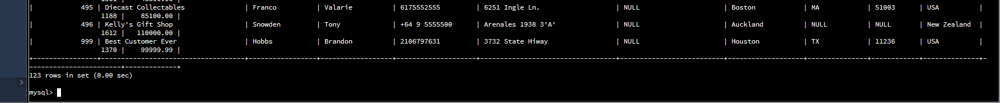 |            495 | Diecast Collectables               | Franco          | Valarie          | 6175552555         | 6251 Ingle Ln.                    | NULL                     | Boston             | MA            | 51003      | USA          |
1188 |    85100.00 |
|            496 | Kelly's Gift Shop                  | Snowden         | Tony             | +64 9 5555500      | Arenales 1938 3'A'                | NULL                     | Auckland           | NULL          | NULL       | New Zealand  |
1612 |   110000.00 |
|            999 | Best Customer Ever                 | Hobbs           | Brandon          | 2106797631         | 3732 State Hiway                  | NULL                     | Houston            | TX            | 11236      | USA          |
1370 |    99999.99 |
123 rows in set (0.00 sec)
mysql>